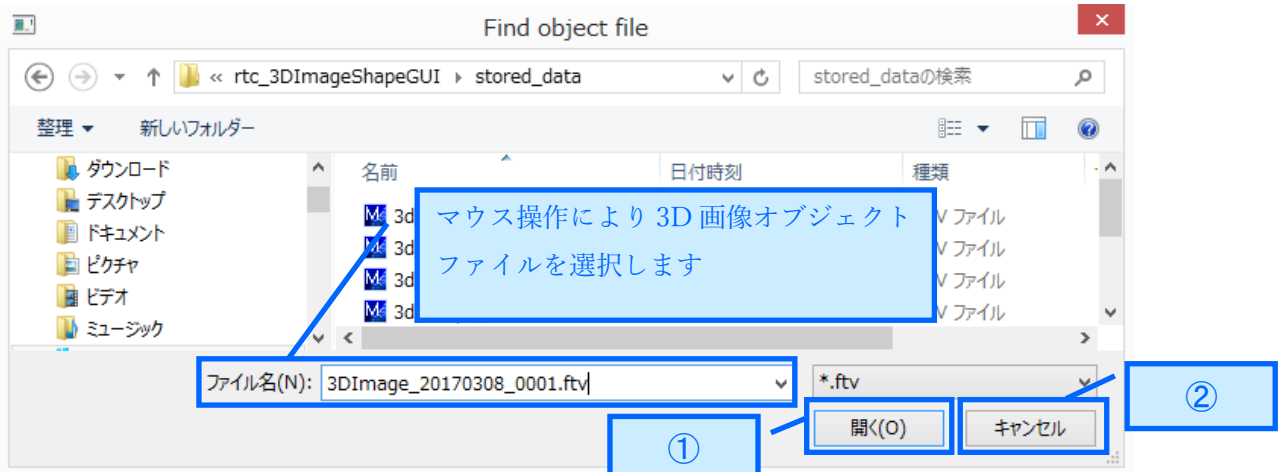 Find object file
« rtc_3DImageShapeGUI ▸ stored_data
stored_dataの検索
整理 ▼ 新しいフォルダー
ダウンロード
デスクトップ
ドキュメント
ピクチャ
ビデオ
ミュージック
名前 日付時刻 種類
3d
3d
3d
3d
V ファイル
V ファイル
V ファイル
V ファイル
マウス操作により 3D 画像オブジェクト
ファイルを選択します
ファイル名(N): 3DImage_20170308_0001.ftv
*.ftv
開く(O) キャンセル
①
②